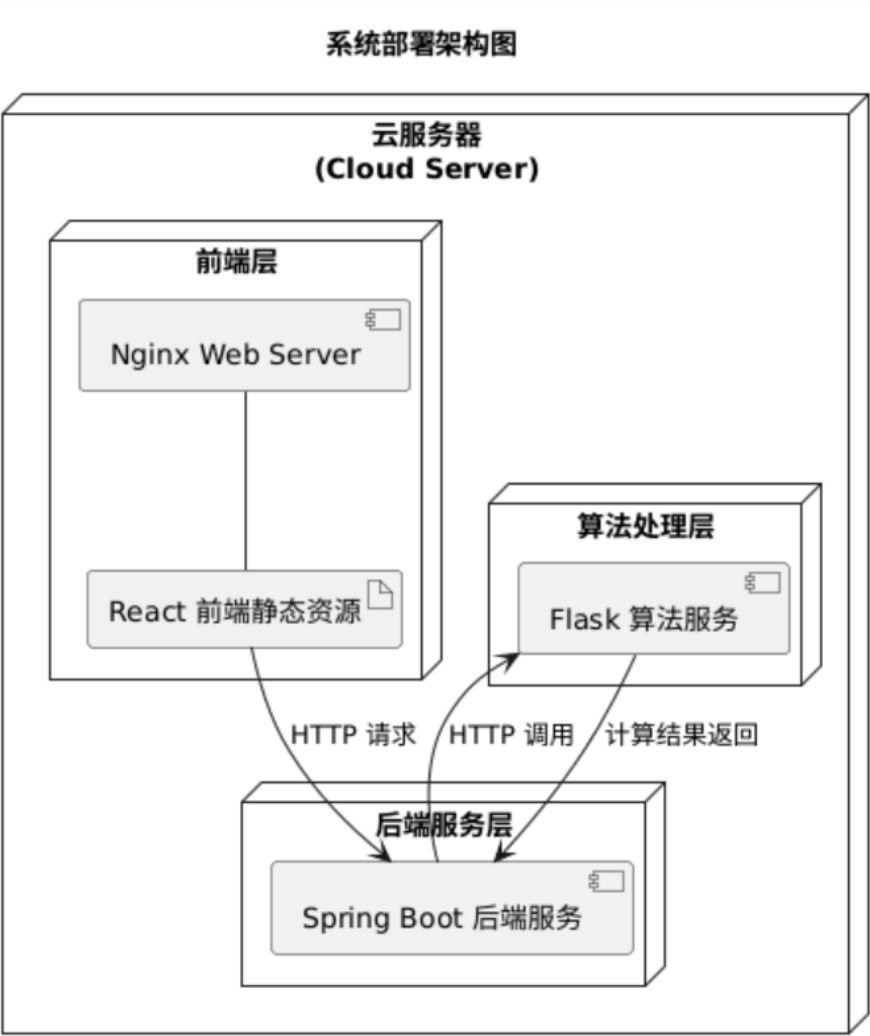 系统部署架构图
云服务器
(Cloud Server)
前端层
Nginx Web Server
React 前端静态资源
算法处理层
Flask 算法服务
HTTP 请求
HTTP 调用
计算结果返回
后端服务层
Spring Boot 后端服务